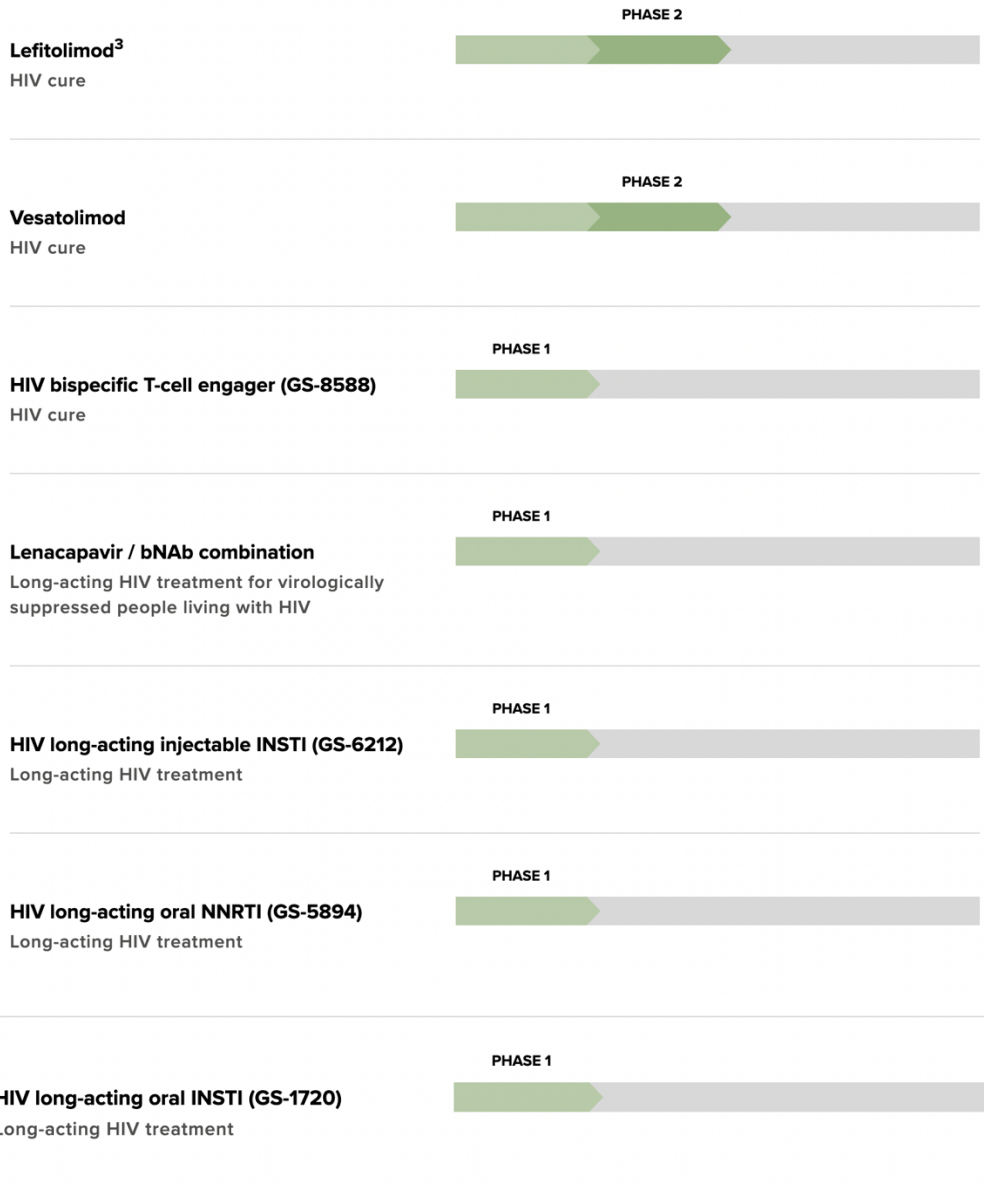 PHASE 2
Lefitolimod³
HIV cure
PHASE 2
Vesatolimod
HIV cure
PHASE 1
HIV bispecific T-cell engager (GS-8588)
HIV cure
PHASE 1
Lenacapavir / bNAb combination
Long-acting HIV treatment for virologically
suppressed people living with HIV
PHASE 1
HIV long-acting injectable INSTI (GS-6212)
Long-acting HIV treatment
PHASE 1
HIV long-acting oral NNRTI (GS-5894)
Long-acting HIV treatment
PHASE 1
HIV long-acting oral INSTI (GS-1720)
Long-acting HIV treatment